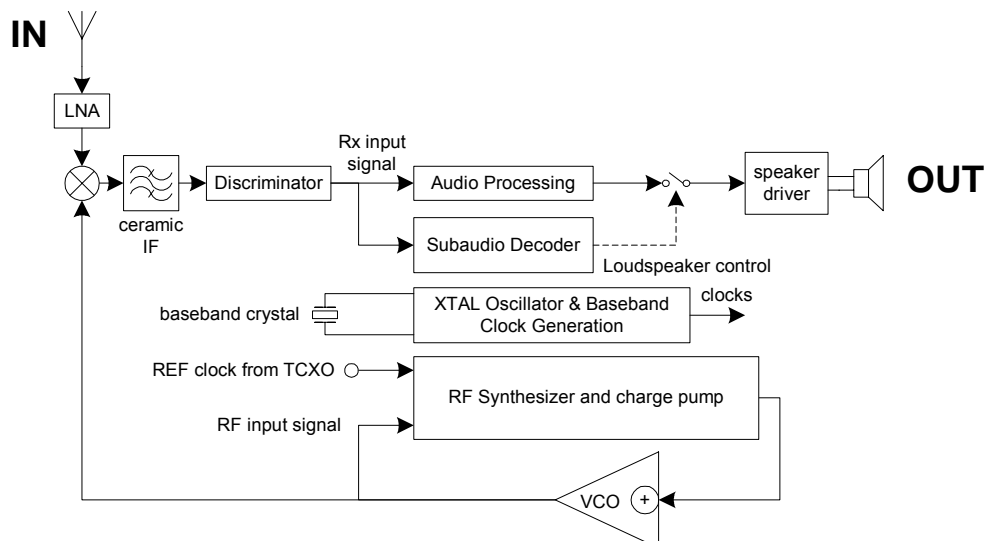 IN
LNA
Rx input
signal
Discriminator
Audio Processing
speaker
driver
OUT
ceramic
IF
Subaudio Decoder
Loudspeaker control
baseband crystal
XTAL Oscillator & Baseband
Clock Generation
clocks
REF clock from TCXO
RF Synthesizer and charge pump
RF input signal
VCO
+